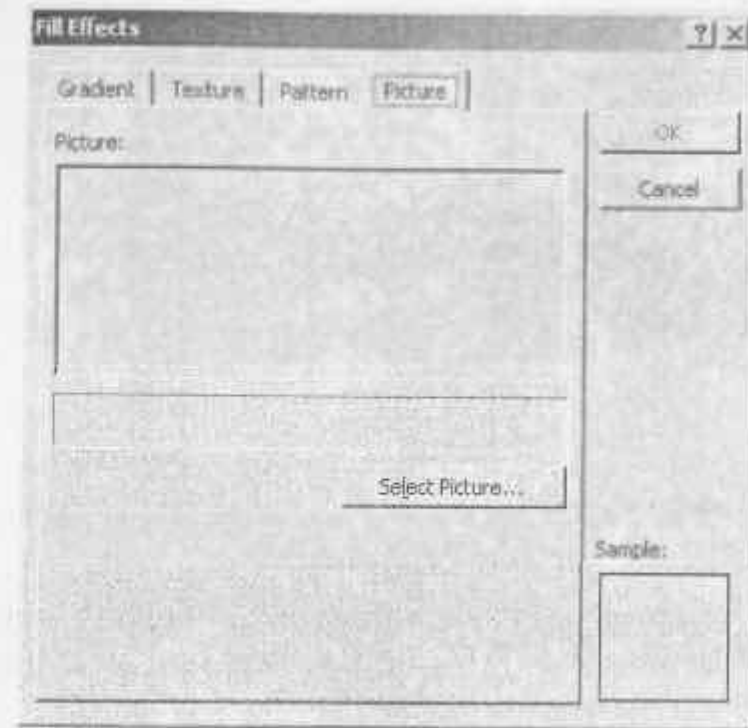 Fill Effects ? ×
Gradient Texture Pattern Picture
OK
Picture:
Cancel
Select Picture...
Sample: